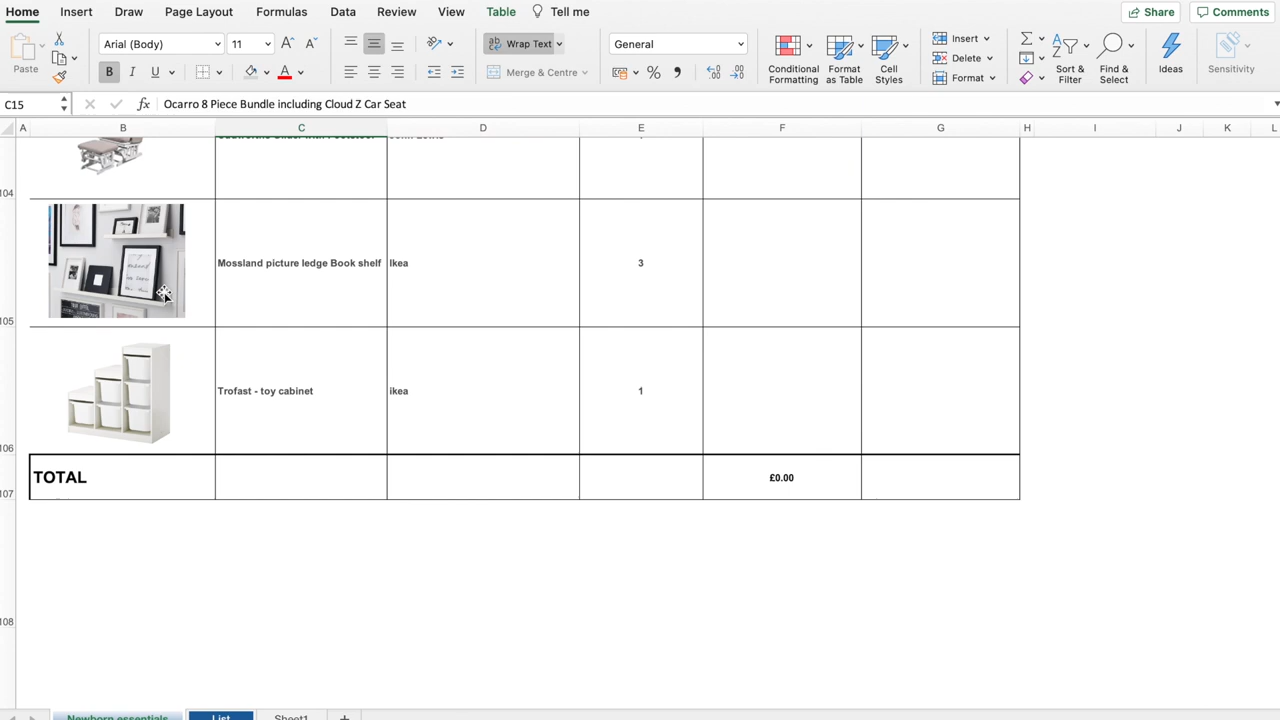 Home Insert Draw Page Layout Formulas Data Review View Table Tell me Share Comments
Paste Arial (Body) 11 A A Wrap Text General Insert Delete Format
B I U A Merge & Centre % Conditional Formatting Format as Table Cell Styles Sort & Filter Find & Select Ideas Sensitivity
C15 fx Ocarro 8 Piece Bundle including Cloud Z Car Seat
A B C D E F G H I J K L
104
Mossland picture ledge Book shelf Ikea 3
105
Trofast - toy cabinet ikea 1
106
TOTAL £0.00
107
108
Newborn essentials List Sheet1 +